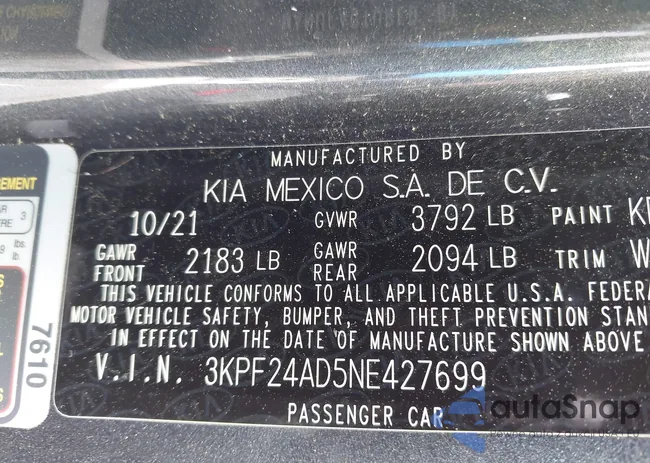 MANUFACTURED BY
KIA MEXICO S.A. DE C.V.
10/21 GVWR 3792 LB PAINT
GAWR FRONT 2183 LB GAWR REAR 2094 LB TRIM
THIS VEHICLE CONFORMS TO ALL APPLICABLE U.S.A. FEDERA
MOTOR VEHICLE SAFETY, BUMPER, AND THEFT PREVENTION STAN
IN EFFECT ON THE DATE OF MANUFACTURE SHOWN ABOVE
V.I.N. 3KPF24AD5NE427699
PASSENGER CAR
7610
autoSnap